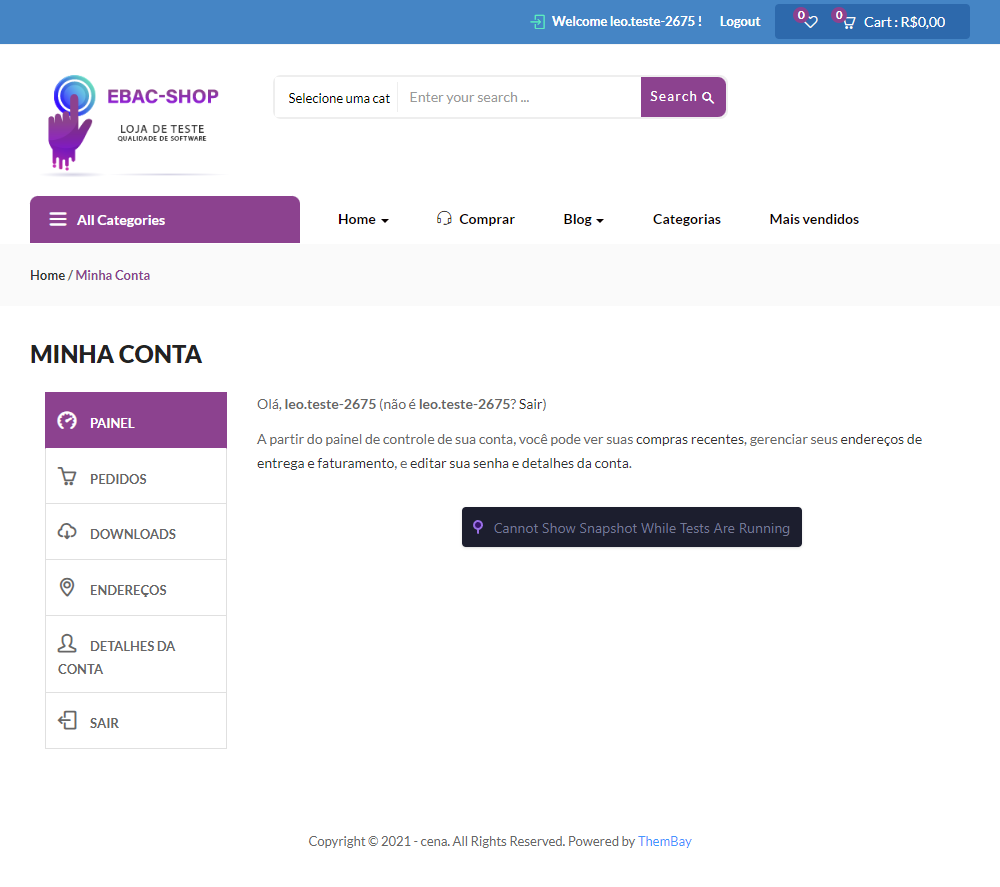 Welcome leo.teste-2675 ! Logout 0 0 Cart : R$0,00
EBAC-SHOP
LOJA DE TESTE
QUALIDADE DE SOFTWARE
Selecione uma cat Enter your search ... Search
All Categories Home Comprar Blog Categorias Mais vendidos
Home / Minha Conta
MINHA CONTA
PAINEL
PEDIDOS
DOWNLOADS
ENDEREÇOS
DETALHES DA
CONTA
SAIR
Olá, leo.teste-2675 (não é leo.teste-2675? Sair)
A partir do painel de controle de sua conta, você pode ver suas compras recentes, gerenciar seus endereços de
entrega e faturamento, e editar sua senha e detalhes da conta.
Cannot Show Snapshot While Tests Are Running
Copyright © 2021 - cena. All Rights Reserved. Powered by ThemBay